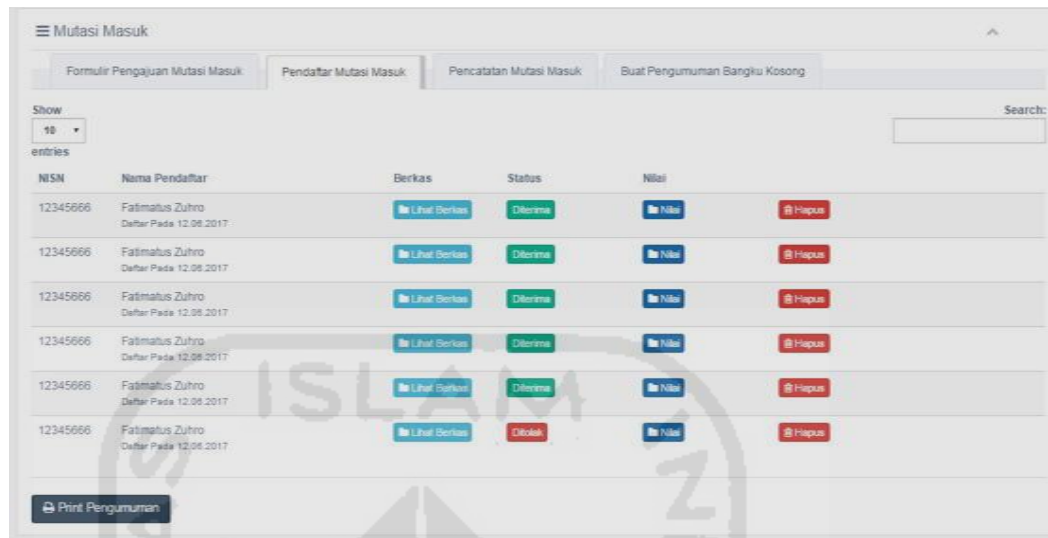 Mutasi Masuk
Formulir Pengajuan Mutasi Masuk Pendaftar Mutasi Masuk Pencatatan Mutasi Masuk Buat Pengumuman Bangku Kosong
Show Search:
10
entries
NISN Nama Pendaftar Berkas Status Nilai
12345666 Fatimatus Zuhro Lihat Berkas Diterima Nilai Hapus
Daftar Pada 12.06.2017
12345666 Fatimatus Zuhro Lihat Berkas Diterima Nilai Hapus
Daftar Pada 12.06.2017
12345666 Fatimatus Zuhro Lihat Berkas Diterima Nilai Hapus
Daftar Pada 12.06.2017
12345666 Fatimatus Zuhro Lihat Berkas Diterima Nilai Hapus
Daftar Pada 12.06.2017
12345666 Fatimatus Zuhro Lihat Berkas Diterima Nilai Hapus
Daftar Pada 12.06.2017
12345666 Fatimatus Zuhro Lihat Berkas Ditolak Nilai Hapus
Daftar Pada 12.06.2017
Print Pengumuman
ISLAM